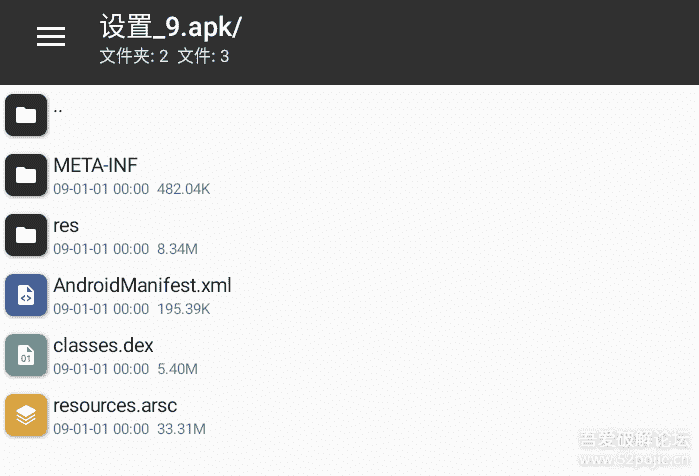 设置_9.apk/
文件夹: 2 文件: 3
..
META-INF
09-01-01 00:00 482.04K
res
09-01-01 00:00 8.34M
AndroidManifest.xml
09-01-01 00:00 195.39K
01
classes.dex
09-01-01 00:00 5.40M
resources.arsc
09-01-01 00:00 33.31M
吾爱破解论坛
www.52pojie.cn